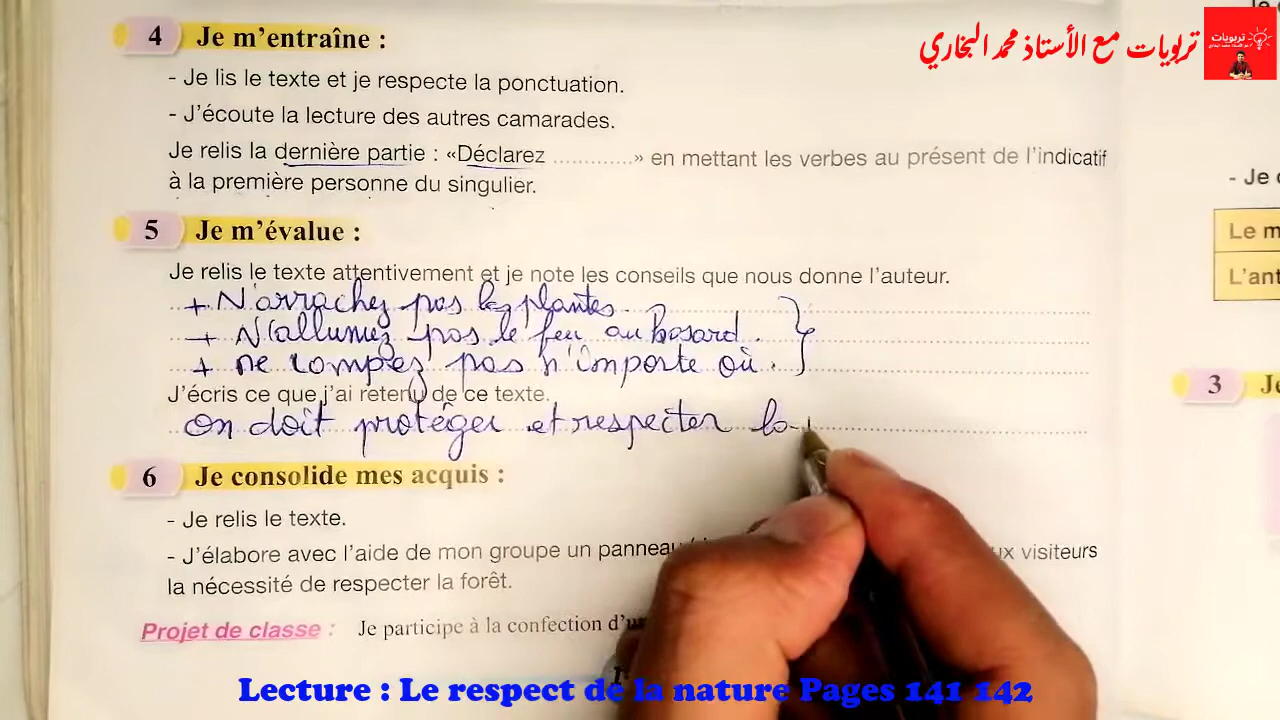 4 Je m'entraîne :
تربويات مع الأستاذ محمد البخاري
تربويات
- Je lis le texte et je respecte la ponctuation.
- J'écoute la lecture des autres camarades.
Je relis la dernière partie : «Déclarez .............» en mettant les verbes au présent de l'indicatif
à la première personne du singulier.
- Je
5 Je m'évalue :
Le m
L'ant
Je relis le texte attentivement et je note les conseils que nous donne l'auteur.
+ N'arrachez pas les plantes.
+ N'allumez pas le feu au hasard.
+ ne campez pas n'importe où.
J'écris ce que j'ai retenu de ce texte.
3 Je
On doit protéger et respecter la
6 Je consolide mes acquis :
- Je relis le texte.
- J'élabore avec l'aide de mon groupe un panneau ux visiteurs
la nécessité de respecter la forêt.
Projet de classe : Je participe à la confection d'un
Lecture : Le respect de la nature Pages 141 142